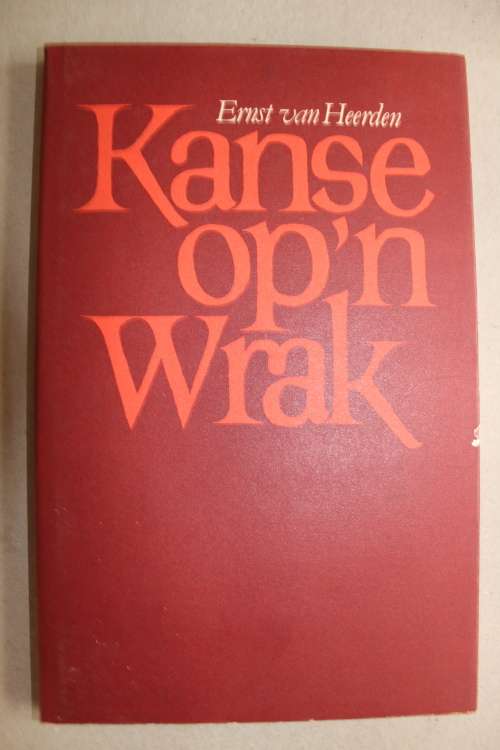 Ernst van Heerden
Kanse
op 'n
Wrak